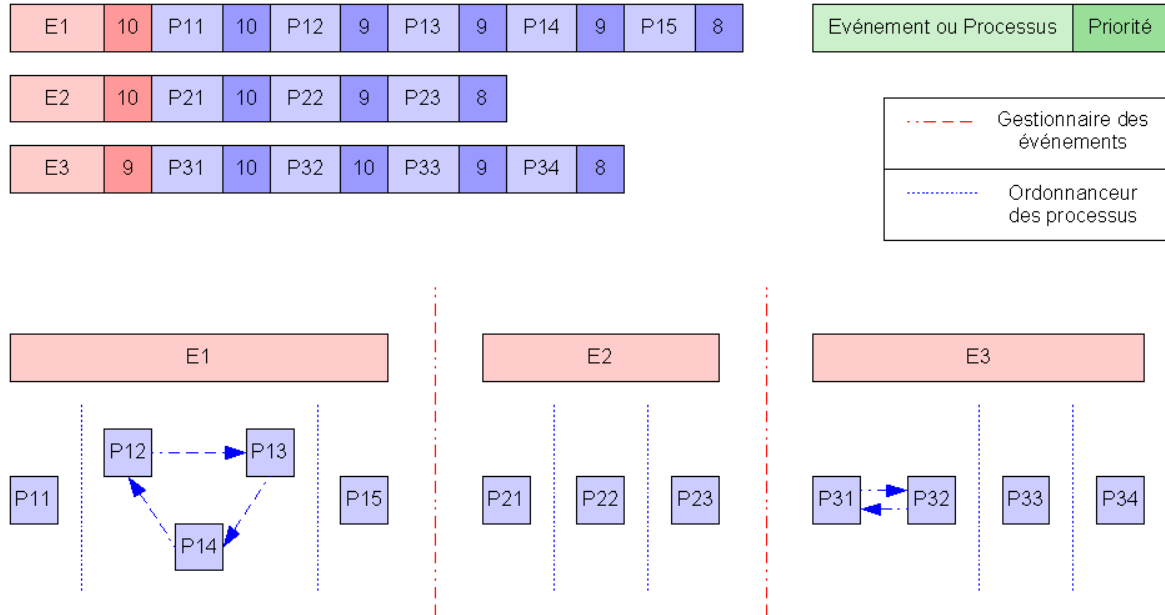 E1 10 P11 10 P12 9 P13 9 P14 9 P15 8
Evénement ou Processus Priorité
E2 10 P21 10 P22 9 P23 8
E3 9 P31 10 P32 10 P33 9 P34 8
Gestionnaire des
événements
Ordonnanceur
des processus
E1 E2 E3
P12 P13
P11 P15 P21 P22 P23 P31 P32 P33 P34
P14